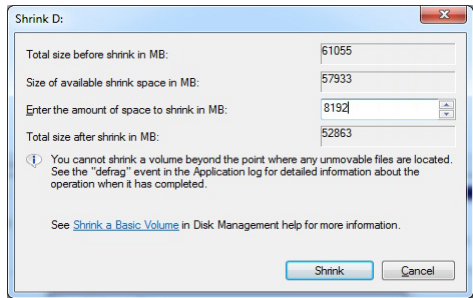 Shrink D:
Total size before shrink in MB: 61055
Size of available shrink space in MB: 57933
Enter the amount of space to shrink in MB: 8192
Total size after shrink in MB: 52863
You cannot shrink a volume beyond the point where any unmovable files are located.
See the "defrag" event in the Application log for detailed information about the
operation when it has completed.
See Shrink a Basic Volume in Disk Management help for more information.
Shrink Cancel